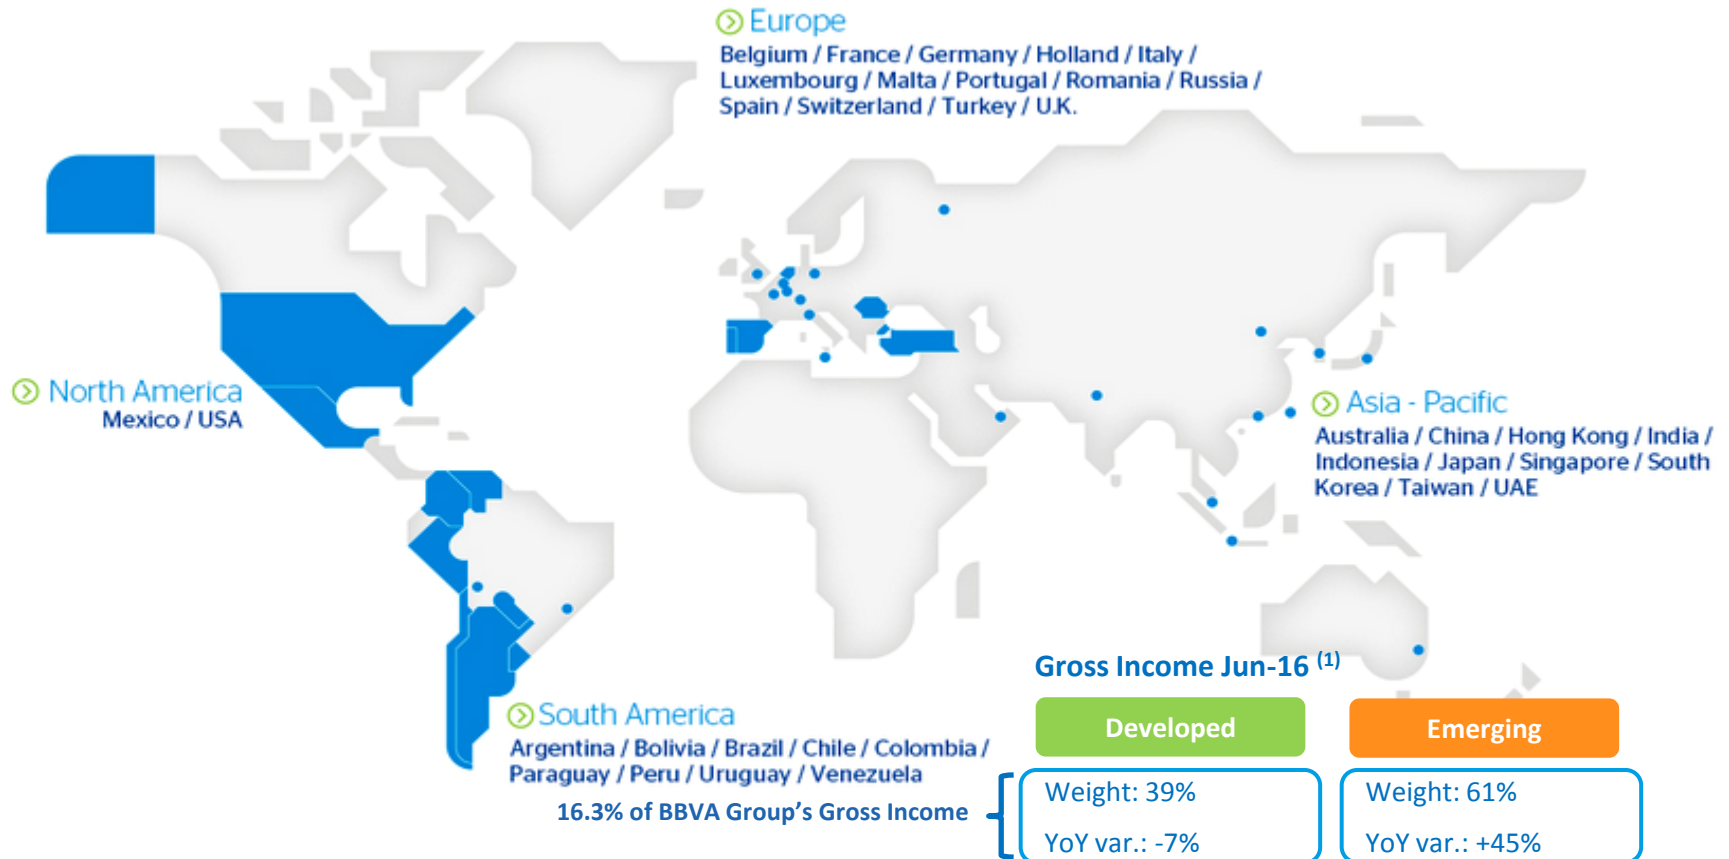 Europe
Belgium / France / Germany / Holland / Italy /
Luxembourg / Malta / Portugal / Romania / Russia /
Spain / Switzerland / Turkey / U.K.
North America
Mexico / USA
Asia - Pacific
Australia / China / Hong Kong / India /
Indonesia / Japan / Singapore / South
Korea / Taiwan / UAE
South America
Argentina / Bolivia / Brazil / Chile / Colombia /
Paraguay / Peru / Uruguay / Venezuela
16.3% of BBVA Group’s Gross Income
Gross Income Jun-16 (1)
Developed
Weight: 39%
YoY var.: -7%
Emerging
Weight: 61%
YoY var.: +45%